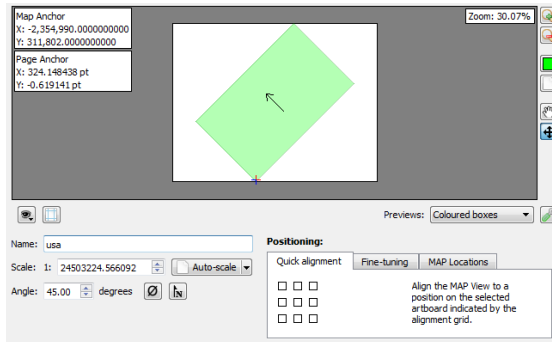 Map Anchor
X: -2,354,990.0000000000
Y: 311,802.0000000000
Zoom: 30.07%
Page Anchor
X: 324.148438 pt
Y: -0.619141 pt
Previews: Coloured boxes
Name: usa
Scale: 1: 24503224.566092 Auto-scale
Angle: 45.00 degrees Ø N
Positioning:
Quick alignment Fine-tuning MAP Locations
Align the MAP View to a
position on the selected
artboard indicated by the
alignment grid.